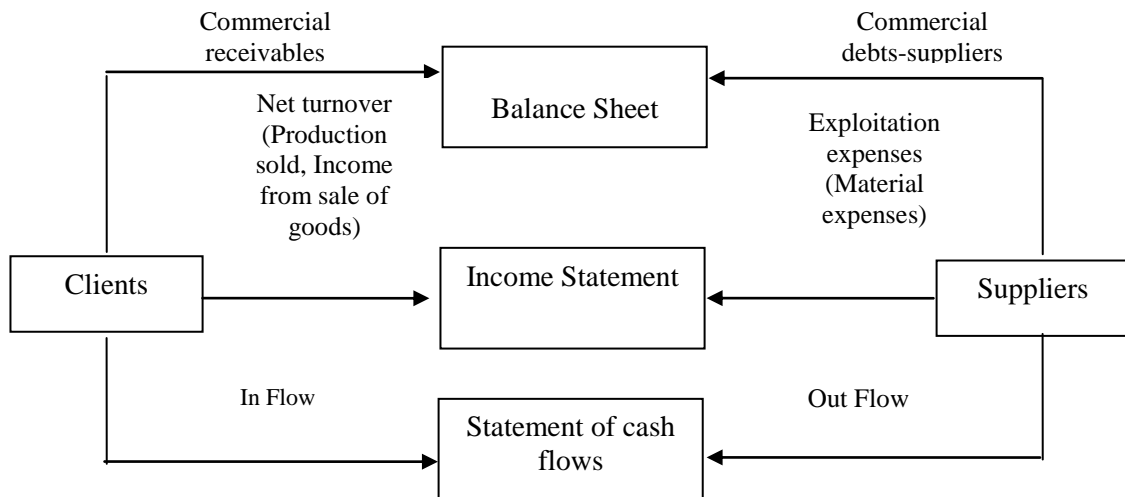 Commercial
receivables
Commercial
debts-suppliers
Balance Sheet
Net turnover
(Production
sold, Income
from sale of
goods)
Exploitation
expenses
(Material
expenses)
Clients
Income Statement
Suppliers
In Flow
Out Flow
Statement of cash
flows